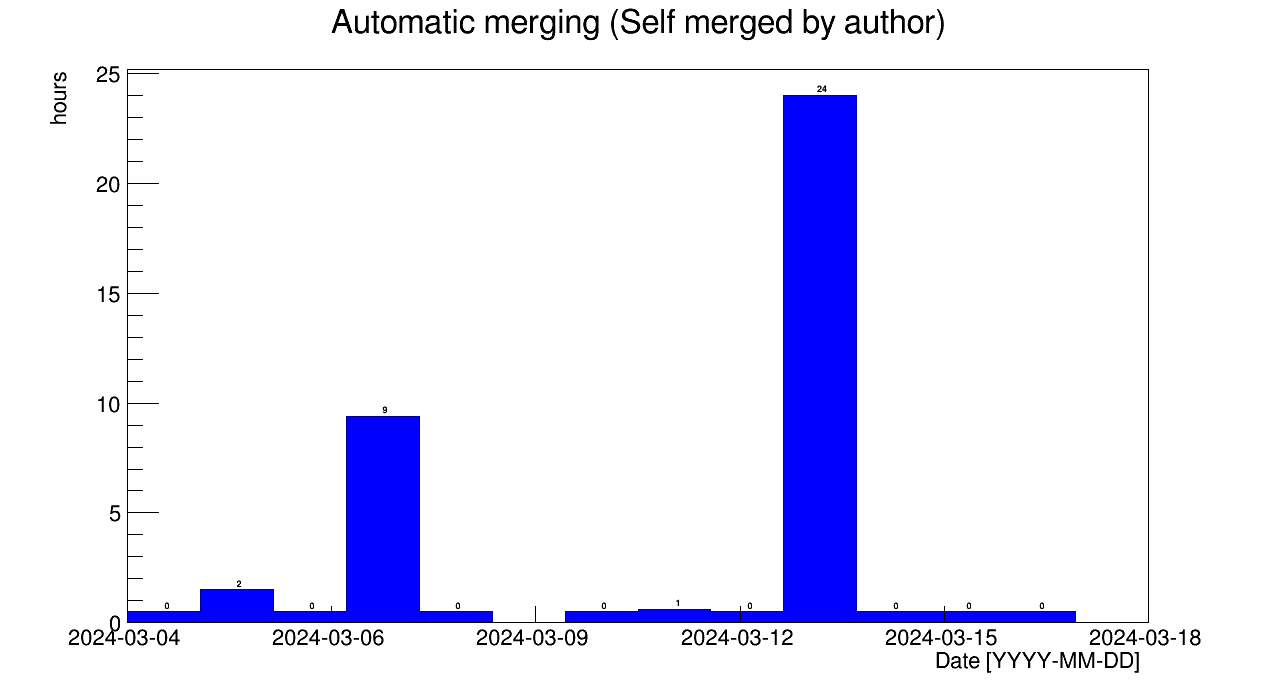 Automatic merging (Self merged by author)
hours
25
20
15
10
5
0
0 2 0 9 0 0 1 0 24 0 0 0
2024-03-04 2024-03-06 2024-03-09 2024-03-12 2024-03-15 2024-03-18
Date [YYYY-MM-DD]